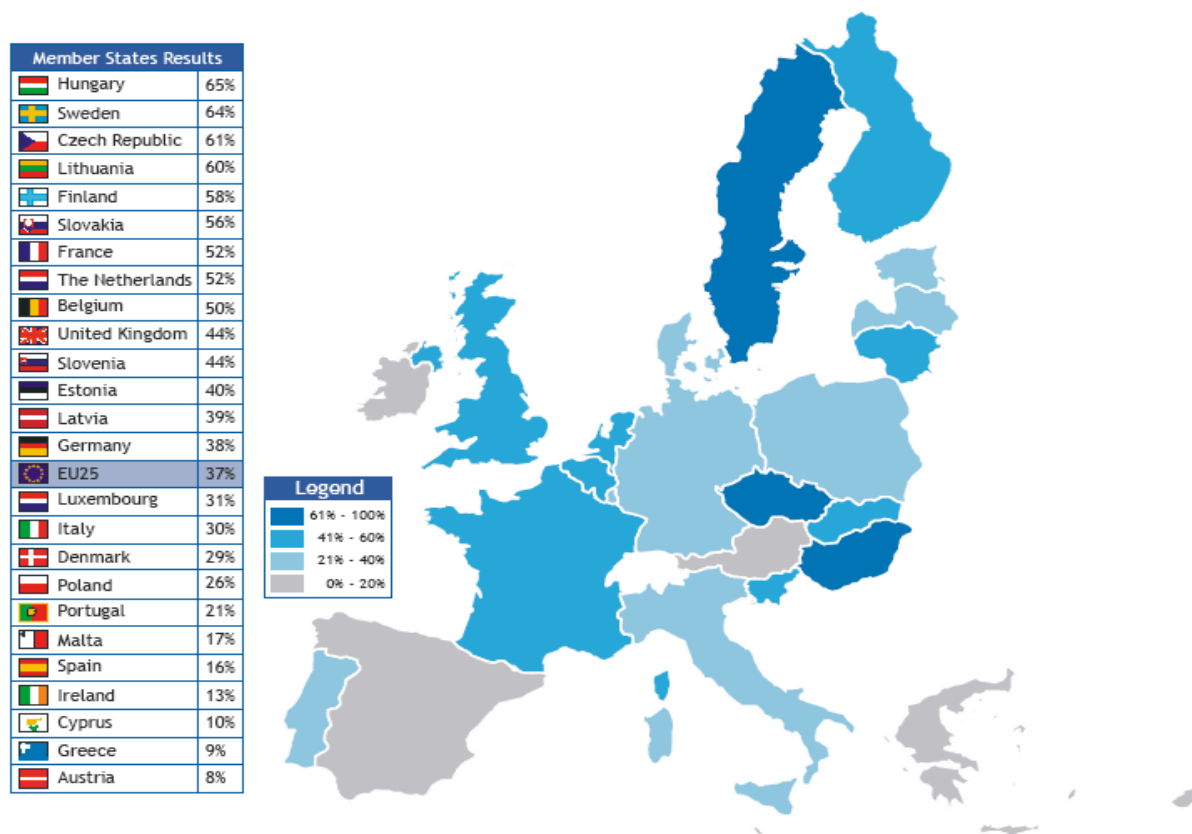 Member States Results
Hungary 65%
Sweden 64%
Czech Republic 61%
Lithuania 60%
Finland 58%
Slovakia 56%
France 52%
The Netherlands 52%
Belgium 50%
United Kingdom 44%
Slovenia 44%
Estonia 40%
Latvia 39%
Germany 38%
EU25 37%
Luxembourg 31%
Italy 30%
Denmark 29%
Poland 26%
Portugal 21%
Malta 17%
Spain 16%
Ireland 13%
Cyprus 10%
Greece 9%
Austria 8%
Legend
61% - 100%
41% - 60%
21% - 40%
0% - 20%